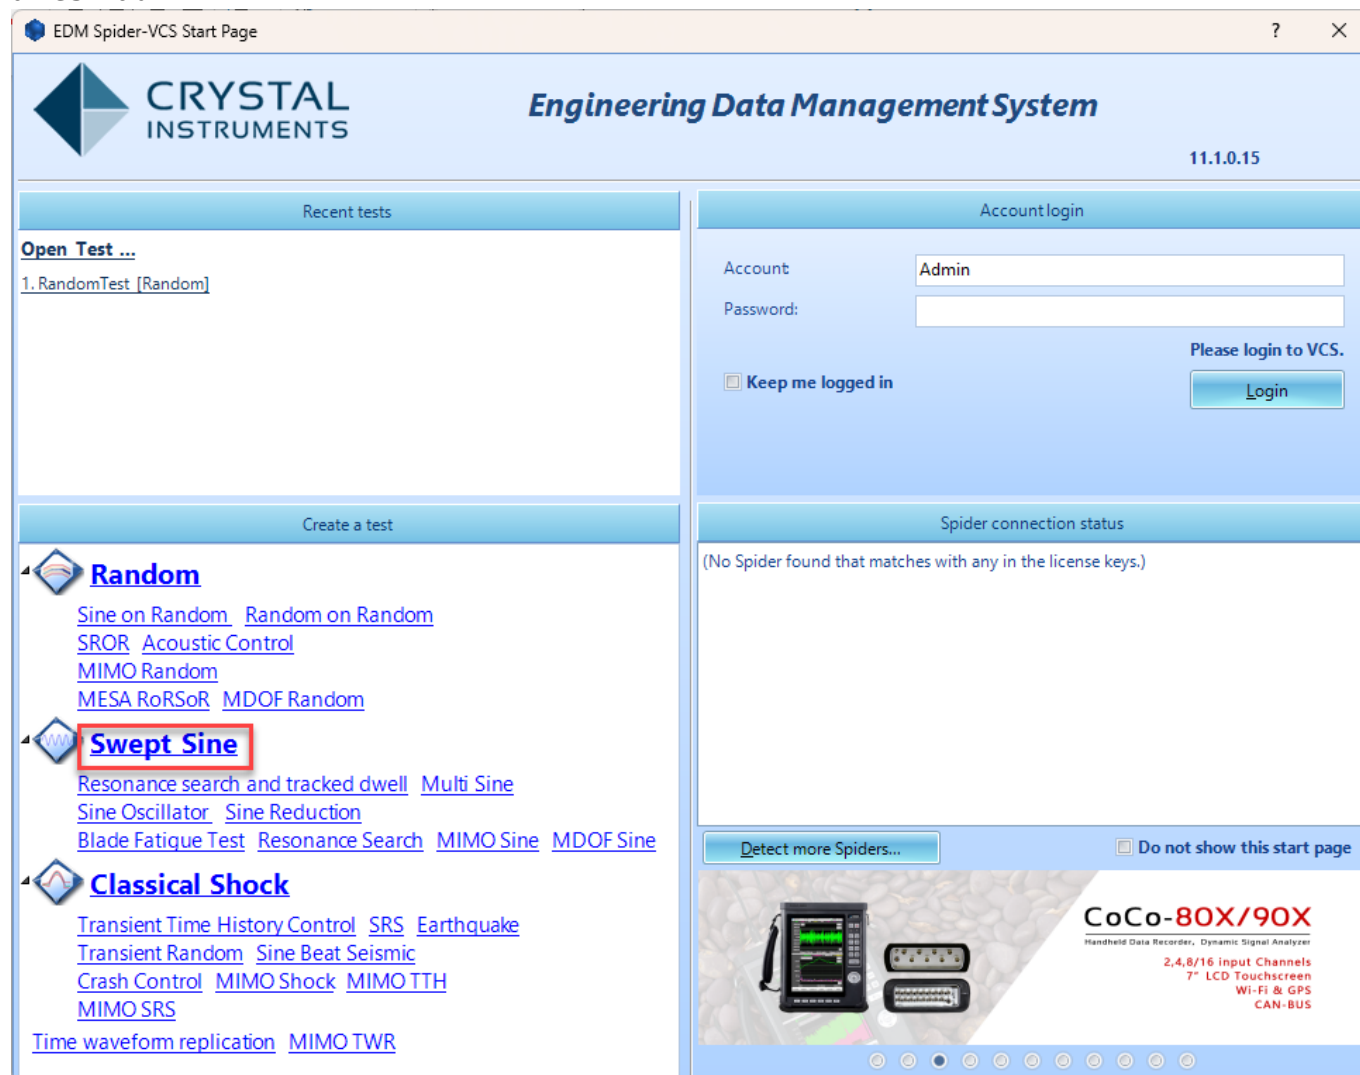 EDM Spider-VCS Start Page
?
CRYSTAL
INSTRUMENTS
Engineering Data Management System
11.1.0.15
Recent tests
Open Test ...
1. RandomTest [Random]
Account login
Account:
Admin
Password:
Please login to VCS.
Keep me logged in
Login
Create a test
Random
Sine on Random Random on Random
SROR Acoustic Control
MIMO Random
MESA RoRSoR MDOF Random
Swept Sine
Resonance search and tracked dwell Multi Sine
Sine Oscillator Sine Reduction
Blade Fatigue Test Resonance Search MIMO Sine MDOF Sine
Classical Shock
Transient Time History Control SRS Earthquake
Transient Random Sine Beat Seismic
Crash Control MIMO Shock MIMO TTH
MIMO SRS
Time waveform replication MIMO TWR
Spider connection status
(No Spider found that matches with any in the license keys.)
Detect more Spiders...
Do not show this start page
CoCo-80X/90X
Handheld Data Recorder, Dynamic Signal Analyzer
2,4,8/16 input Channels
7" LCD Touchscreen
Wi-Fi & GPS
CAN-BUS